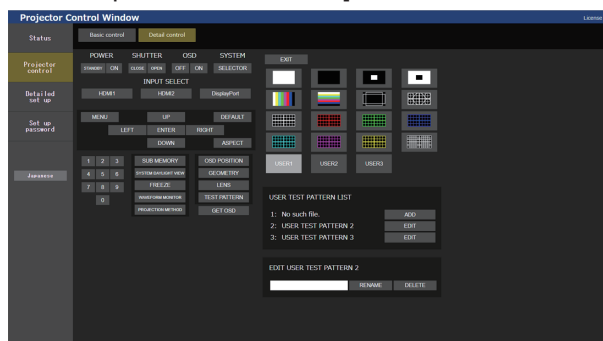 Projector Control Window
License
Status
Projector control
Detailed set up
Set up password
Japanese
Basic control
Detail control
POWER SHUTTER OSD SYSTEM
STANDBY ON CLOSE OPEN OFF ON SELECTOR
INPUT SELECT
HDMI1 HDMI2 DisplayPort
MENU UP DEFAULT
LEFT ENTER RIGHT
DOWN ASPECT
1 2 3 SUB MEMORY OSD POSITION
4 5 6 SYSTEM DAYLIGHT VIEW GEOMETRY
7 8 9 FREEZE LENS
0 WAVEFORM MONITOR TEST PATTERN
PROJECTION METHOD GET OSD
EXIT
USER1 USER2 USER3
USER TEST PATTERN LIST
1: No such file. ADD
2: USER TEST PATTERN 2 EDIT
3: USER TEST PATTERN 3 EDIT
EDIT USER TEST PATTERN 2
RENAME DELETE